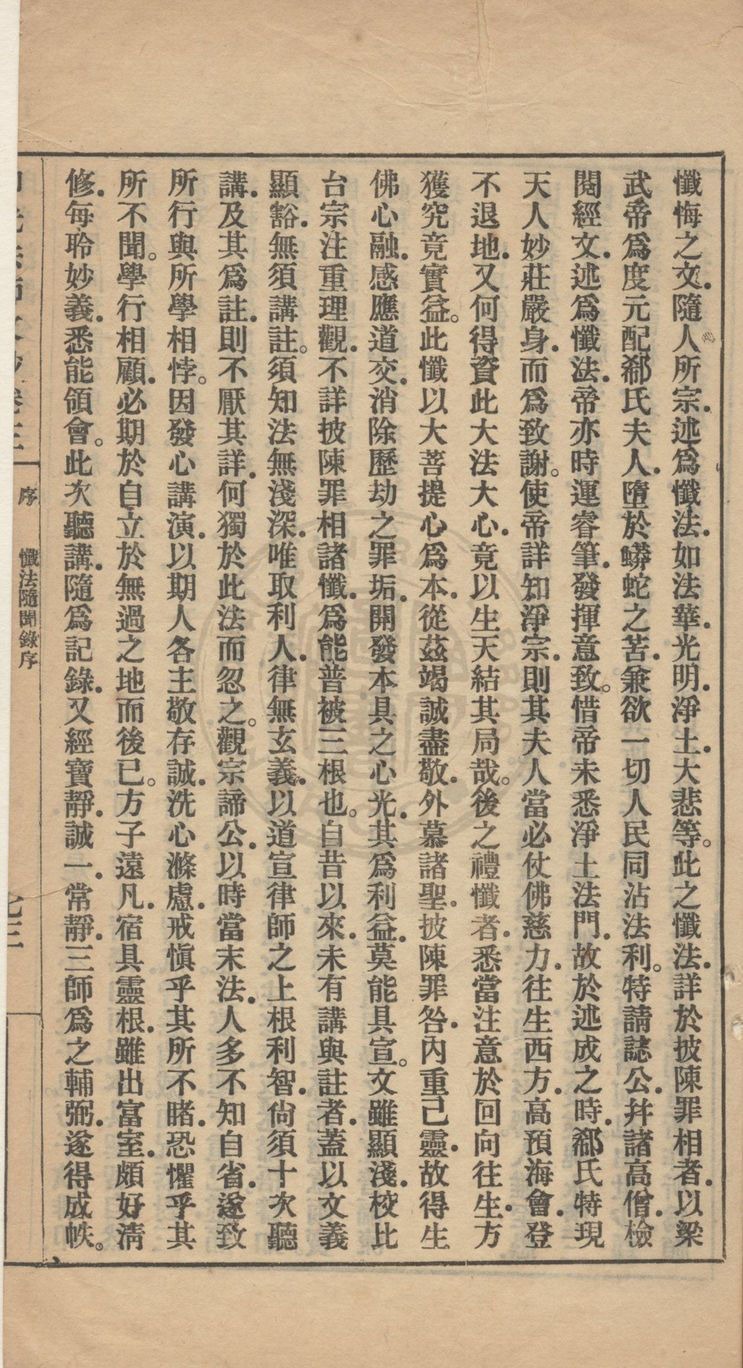 懺悔之文．隨人所宗．述爲懺法．如法華．光明．淨土．大悲等。此之懺法．詳於披陳罪相者．以梁
武帝爲度元配郗氏夫人．墮於蟒蛇之苦．兼欲一切人民同沾法利。特請誌公．幷諸高僧．檢
閱經文．述爲懺法．帝亦時運睿筆．發揮意致。惜帝未悉淨土法門．故於述成之時．郗氏特現
天人妙莊嚴身．而爲致謝。使帝詳知淨宗．則其夫人當必仗佛慈力．往生西方．高預海會．登
不退地．又何得資此大法大心．竟以生天結其局哉。後之禮懺者．悉當注意於回向往生．方
獲究竟實益。此懺以大菩提心爲本．從茲竭誠盡敬．外慕諸聖．披陳罪咎．內重己靈．故得生
佛心融．感應道交．消除歷劫之罪垢．開發本具之心光．其爲利益．莫能具宣。文雖顯淺．校比
台宗注重理觀．不詳披陳罪相諸懺．爲能普被三根也。自昔以來．未有講與註者．蓋以文義
顯豁．無須講註。須知法無淺深．唯取利人．律無玄義．以道宣律師之上根利智．尙須十次聽
講．及其爲註．則不厭其詳．何獨於此法而忽之。觀宗諦公．以時當末法．人多不知自省．遂致
所行與所學相悖。因發心講演．以期人各主敬存誠．洗心滌慮．戒愼乎其所不睹．恐懼乎其
所不聞。學行相顧．必期於自立於無過之地而後已。方子遠凡．宿具靈根．雖出富室．頗好淸
修．每聆妙義．悉能領會。此次聽講．隨爲記錄．又經寶靜．誠一．常靜．三師爲之輔弼．遂得成帙。
序　懺法隨聞錄序